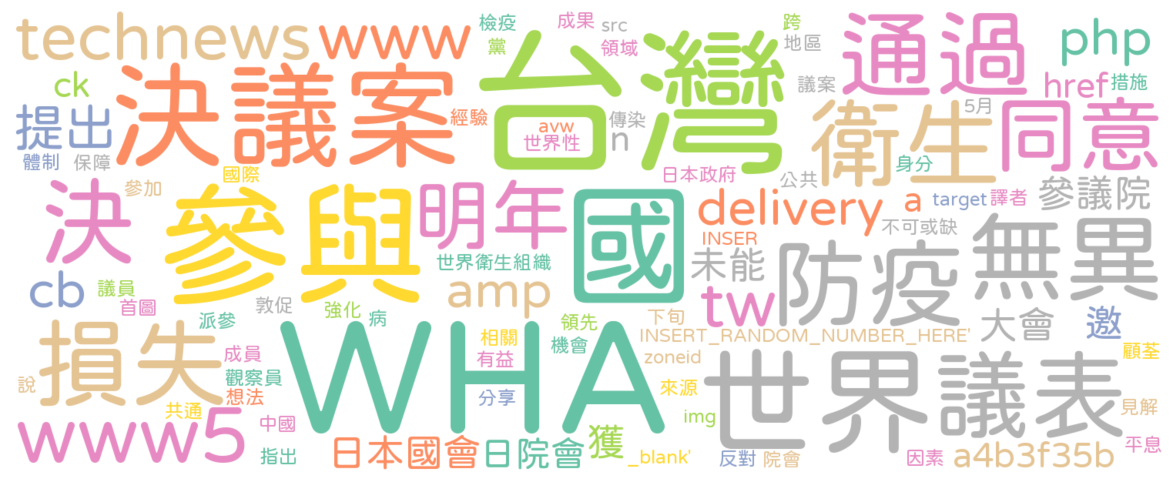 technews
www
檢疫
黨
成果
src
領域
台灣
跨
地區
通過
php
ck
決議案
議案
href
措施
提出
經驗
avw
世界性
傳染
n
衛生
5月
同意
體制
保障
日本政府
公共
身分
決
參加
國際
參與
明年
國
delivery
a
target
譯者
參議院
INSER
不可或缺
cb
議員
首圖
派參
敦促
強化
病
世界衛生組織
amp
未能
tw
防疫
無異
邀
大會
損失
說
成員
觀察員
想法
共通
WHA
相關
有益
領先
機會
下旬
INSERT_RANDOM_NUMBER_HERE'
zoneid
顧荃
來源
分享
img
世界
議
表
見解
www5
中國
指出
日本國會
日院會
獲
_blank'
反對
院會
因素
a4b3f35b
平息